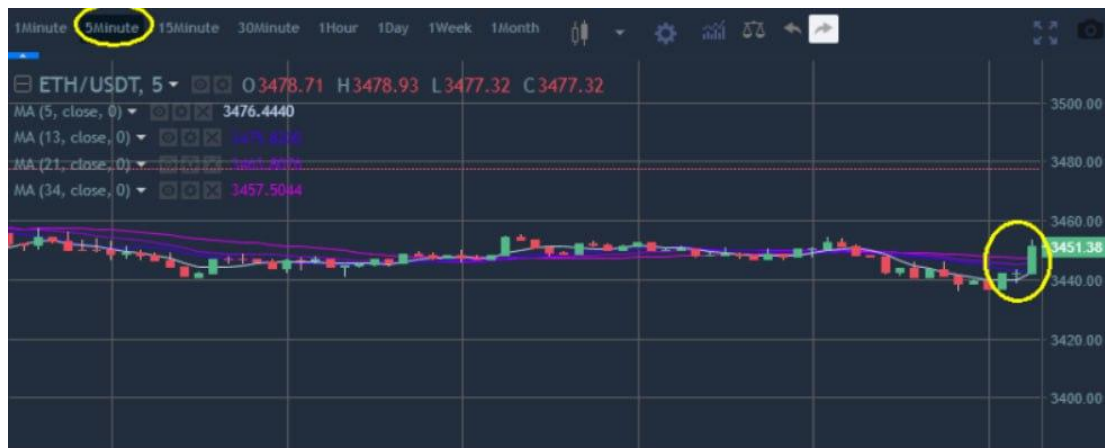 1Minute 5Minute 15Minute 30Minute 1Hour 1Day 1Week 1Month
ETH/USDT, 5 O3478.71 H3478.93 L3477.32 C3477.32
MA (5, close, 0) 3476.4440
MA (13, close, 0)
MA (21, close, 0)
MA (34, close, 0) 3457.5044
3500.00
3480.00
3460.00
3451.38
3440.00
3420.00
3400.00